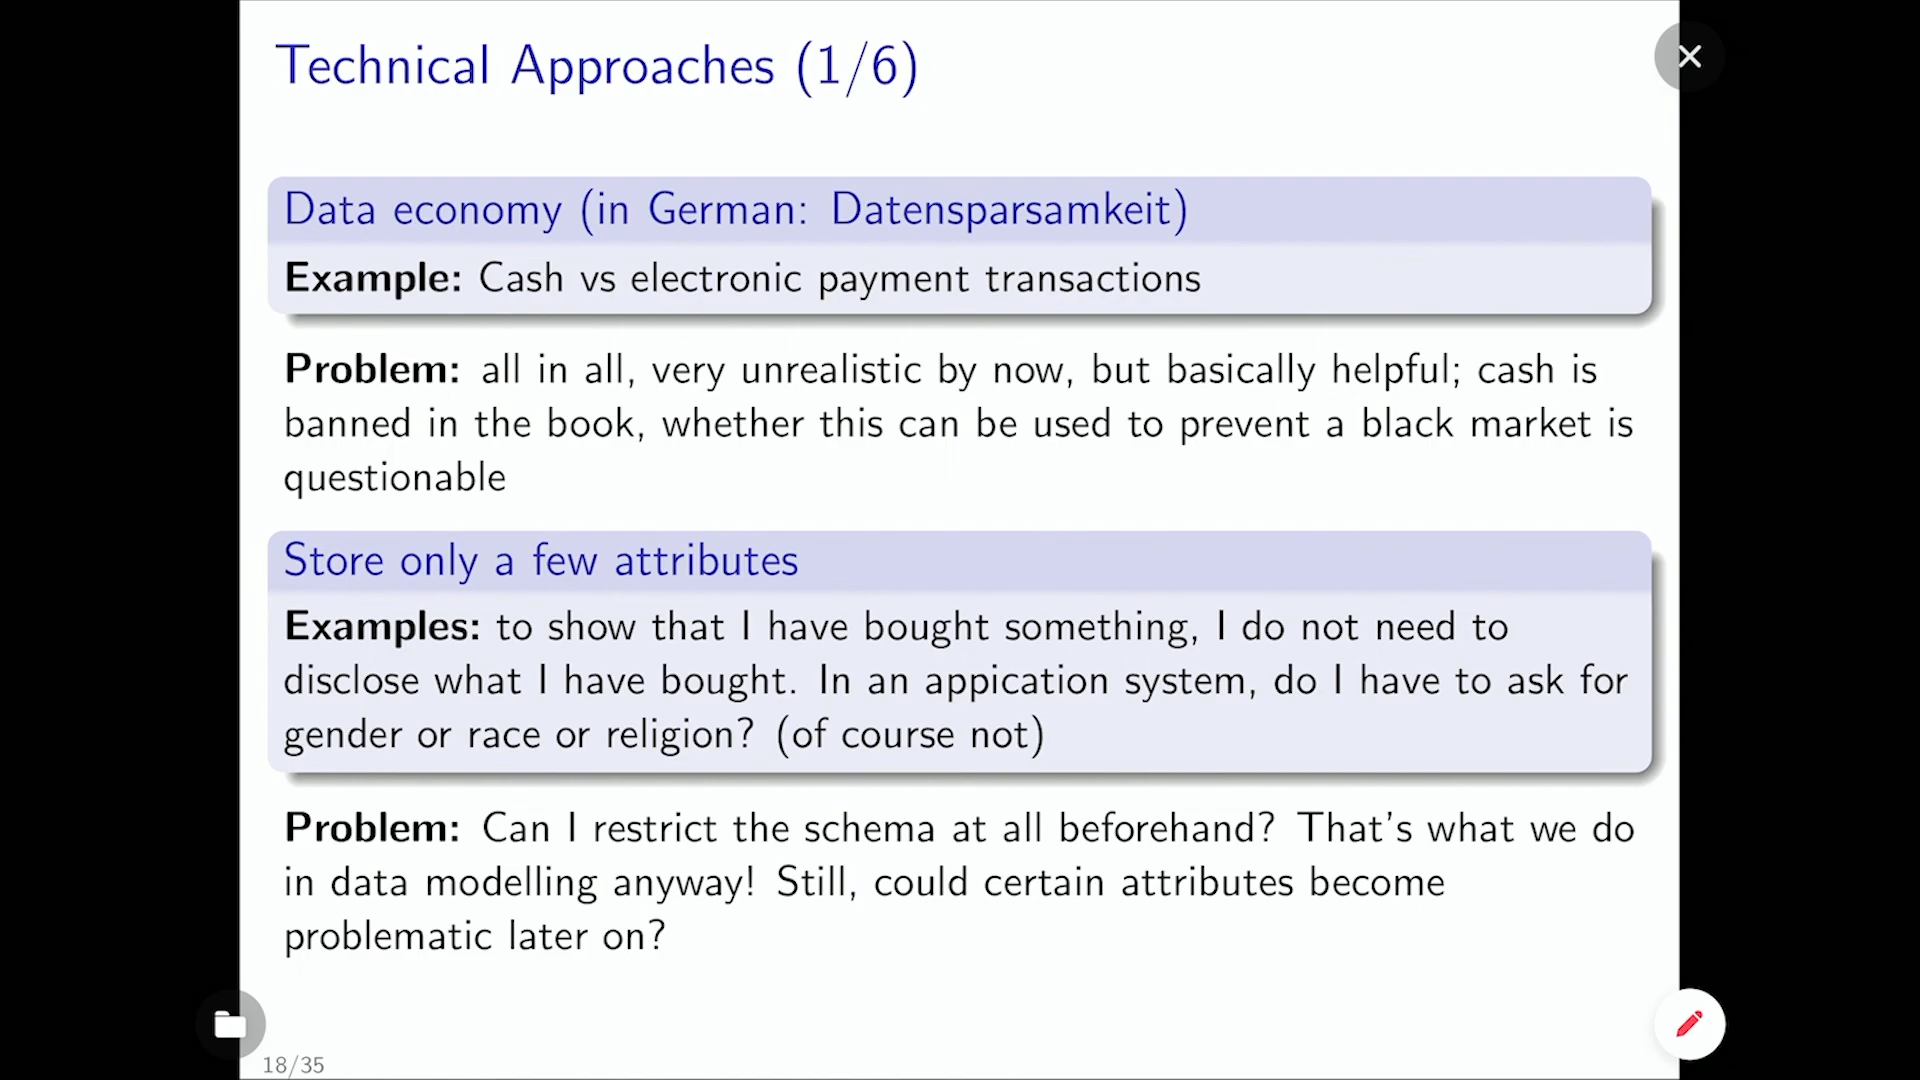 Technical Approaches (1/6)
Data economy (in German: Datensparsamkeit)
Example: Cash vs electronic payment transactions
Problem: all in all, very unrealistic by now, but basically helpful; cash is
banned in the book, whether this can be used to prevent a black market is
questionable
Store only a few attributes
Examples: to show that I have bought something, I do not need to
disclose what I have bought. In an appication system, do I have to ask for
gender or race or religion? (of course not)
Problem: Can I restrict the schema at all beforehand? That's what we do
in data modelling anyway! Still, could certain attributes become
problematic later on?
18/35